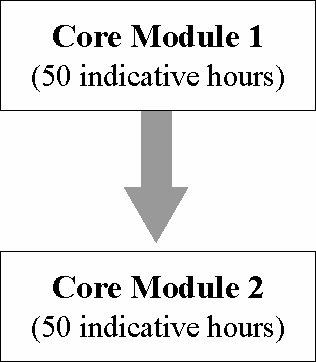 Core Module 1
(50 indicative hours)
Core Module 2
(50 indicative hours)